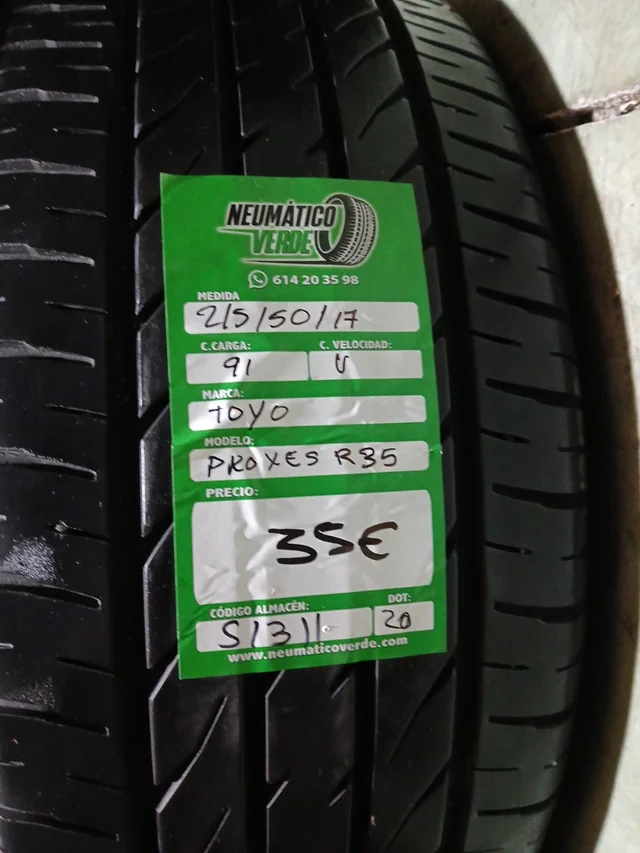 NEUMÁTICO
VERDE
614 20 35 98
MEDIDA
215/50/17
C.CARGA: C. VELOCIDAD:
91 V
MARCA:
TOYO
MODELO:
PROXES R35
PRECIO:
35€
CÓDIGO ALMACÉN: DOT:
S1311 20
www.neumaticoverde.com